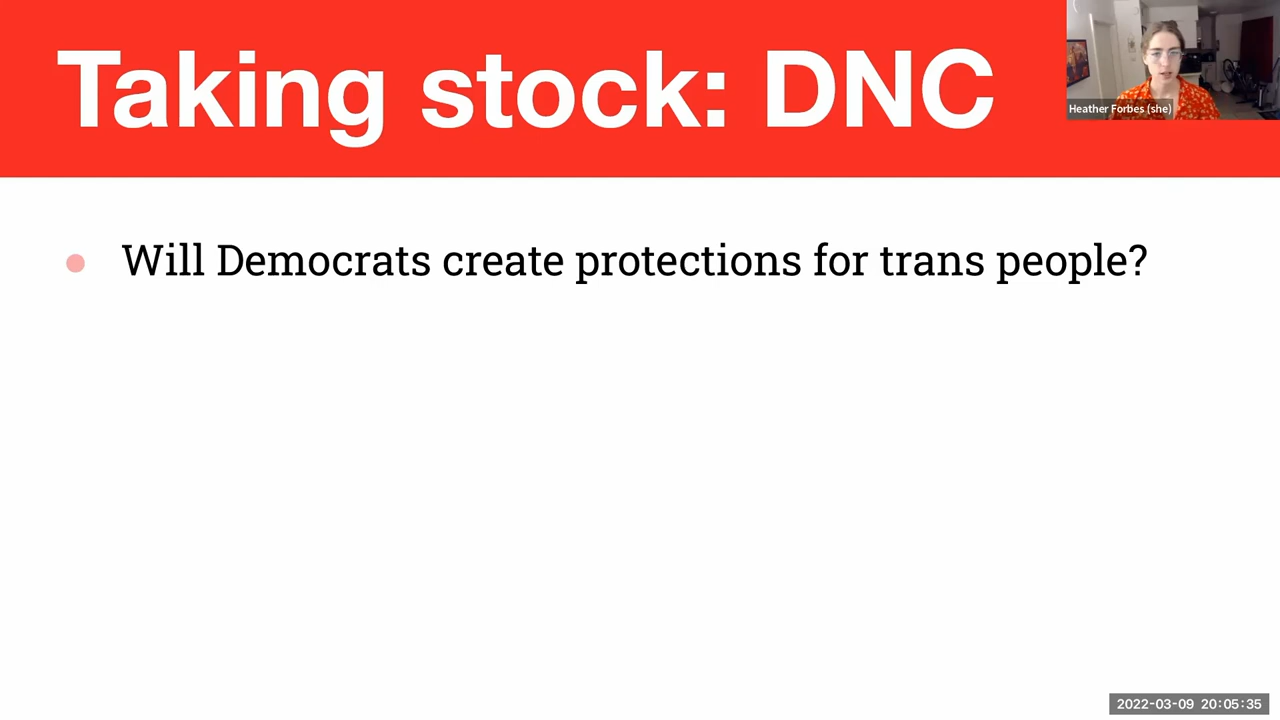 Taking stock: DNC
Heather Forbes (she)
Will Democrats create protections for trans people?
2022-03-09 20:05:35